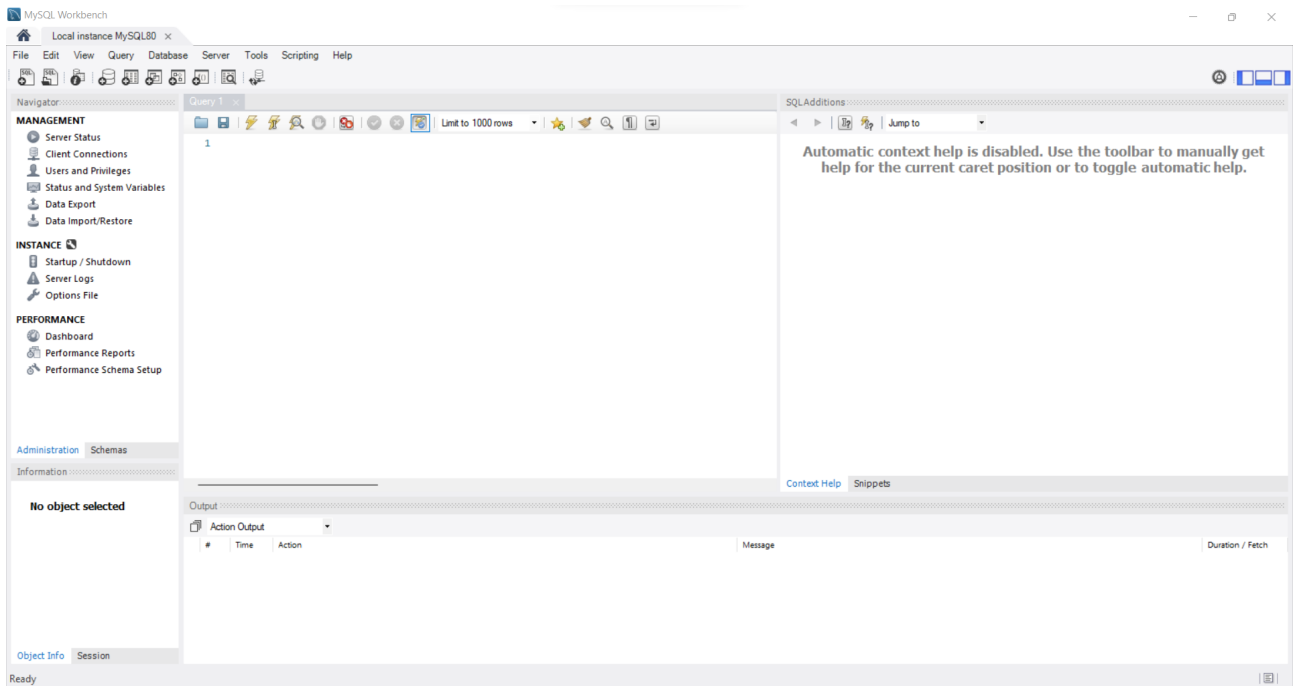 MySQL Workbench
Local instance MySQL80
File Edit View Query Database Server Tools Scripting Help
Navigator
MANAGEMENT
Server Status
Client Connections
Users and Privileges
Status and System Variables
Data Export
Data Import/Restore
INSTANCE
Startup / Shutdown
Server Logs
Options File
PERFORMANCE
Dashboard
Performance Reports
Performance Schema Setup
Administration Schemas
Information
No object selected
Object Info Session
Query 1
Limit to 1000 rows
1
SQLAdditions
Jump to
Automatic context help is disabled. Use the toolbar to manually get
help for the current caret position or to toggle automatic help.
Context Help Snippets
Output
Action Output
# Time Action Message Duration / Fetch
Ready